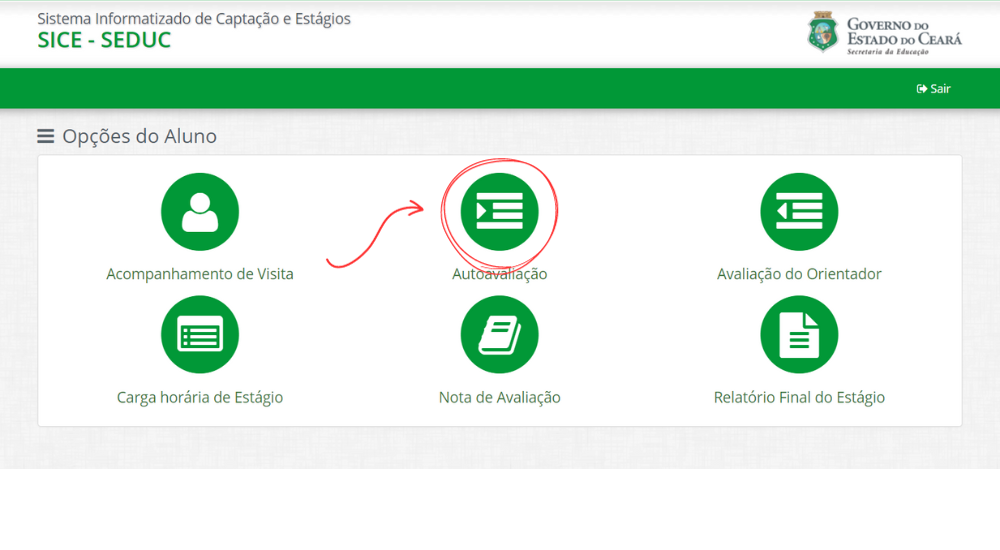 Sistema Informatizado de Captação e Estágios
SICE - SEDUC
GOVERNO DO
ESTADO DO CEARÁ
Secretaria da Educação
Sair
Opções do Aluno
Acompanhamento de Visita
Autoavaliação
Avaliação do Orientador
Carga horária de Estágio
Nota de Avaliação
Relatório Final do Estágio